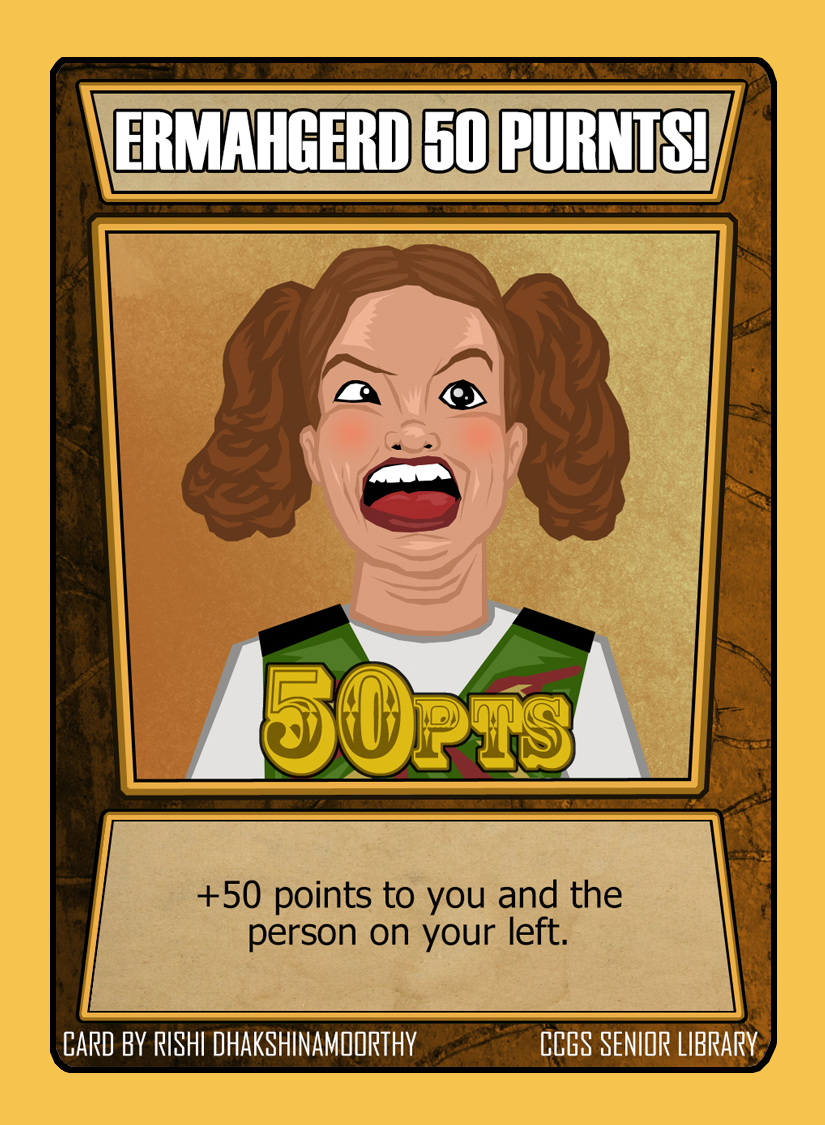 ERMAHGERD 50 PURNTS!
50PTS
+50 points to you and the
person on your left.
CARD BY RISHI DHAKSHINAMOORTHY
CCGS SENIOR LIBRARY